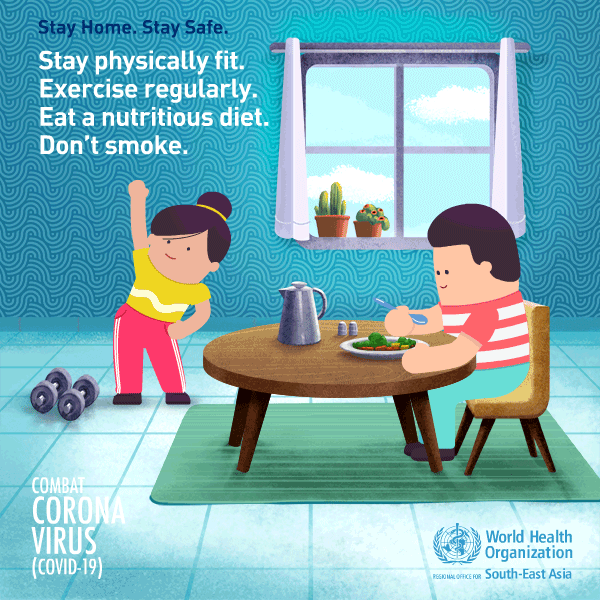 Stay Home. Stay Safe.
Stay physically fit.
Exercise regularly.
Eat a nutritious diet.
Don't smoke.
COMBAT
CORONA
VIRUS
(COVID-19)
World Health
Organization
REGIONAL OFFICE FOR South-East Asia